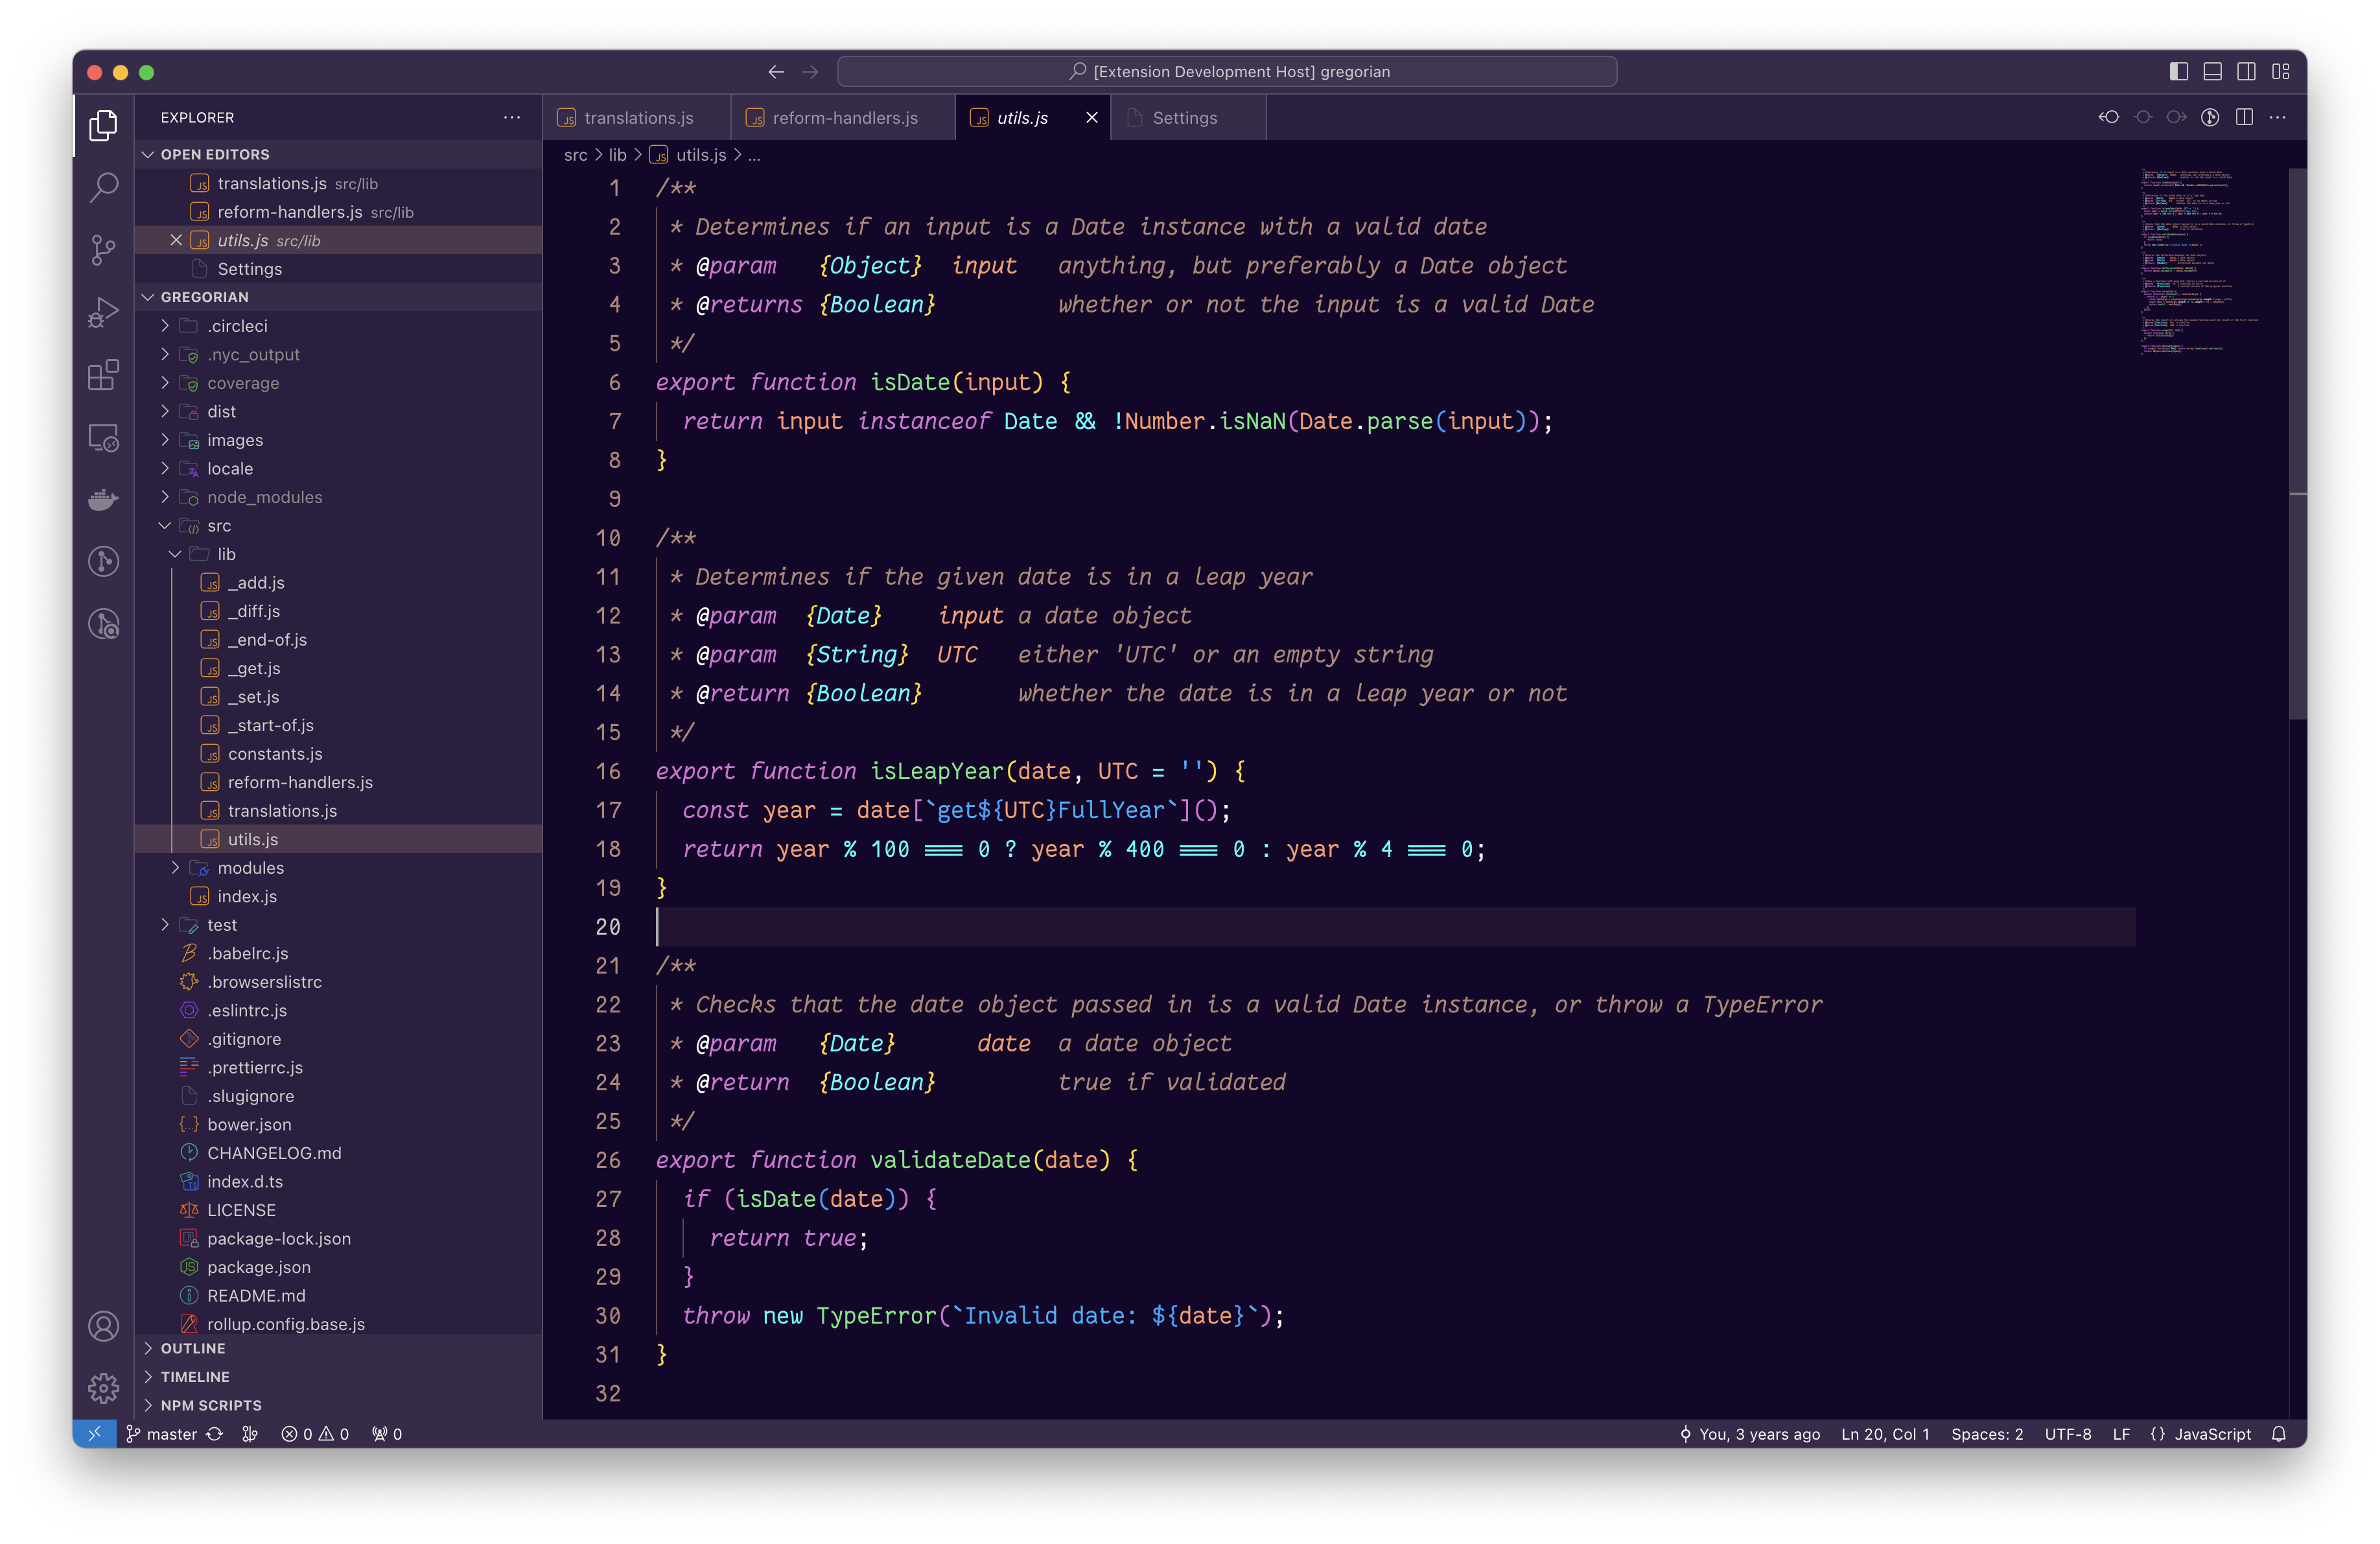 [Extension Development Host] gregorian
EXPLORER
OPEN EDITORS
translations.js src/lib
reform-handlers.js src/lib
utils.js src/lib
Settings
GREGORIAN
.circleci
.nyc_output
coverage
dist
images
locale
node_modules
src
lib
_add.js
_diff.js
_end-of.js
_get.js
_set.js
_start-of.js
constants.js
reform-handlers.js
translations.js
utils.js
modules
index.js
test
.babelrc.js
.browserslistrc
.eslintrc.js
.gitignore
.prettierrc.js
.slugignore
bower.json
CHANGELOG.md
index.d.ts
LICENSE
package-lock.json
package.json
README.md
rollup.config.base.js
OUTLINE
TIMELINE
NPM SCRIPTS
translations.js
reform-handlers.js
utils.js
Settings
src > lib > utils.js > ...
1 /**
2  * Determines if an input is a Date instance with a valid date
3  * @param   {Object}  input   anything, but preferably a Date object
4  * @returns {Boolean}         whether or not the input is a valid Date
5  */
6 export function isDate(input) {
7   return input instanceof Date && !Number.isNaN(Date.parse(input));
8 }
9
10 /**
11  * Determines if the given date is in a leap year
12  * @param  {Date}    input a date object
13  * @param  {String}  UTC   either 'UTC' or an empty string
14  * @return {Boolean}       whether the date is in a leap year or not
15  */
16 export function isLeapYear(date, UTC = '') {
17   const year = date[`get${UTC}FullYear`]();
18   return year % 100 === 0 ? year % 400 === 0 : year % 4 === 0;
19 }
20
21 /**
22  * Checks that the date object passed in is a valid Date instance, or throw a TypeError
23  * @param   {Date}      date  a date object
24  * @return  {Boolean}         true if validated
25  */
26 export function validateDate(date) {
27   if (isDate(date)) {
28     return true;
29   }
30   throw new TypeError(`Invalid date: ${date}`);
31 }
32
master
0
0
0
You, 3 years ago
Ln 20, Col 1
Spaces: 2
UTF-8
LF
{} JavaScript